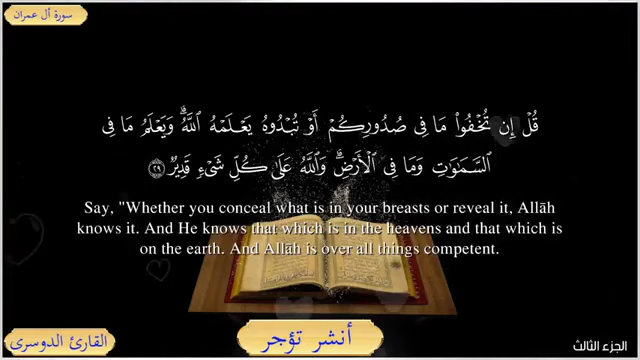 سورة آل عمران
قُلْ إِن تُخْفُوا۟ مَا فِى صُدُورِكُمْ أَوْ تُبْدُوهُ يَعْلَمْهُ ٱللَّهُ ۗ وَيَعْلَمُ مَا فِى
ٱلسَّمَـٰوَٰتِ وَمَا فِى ٱلْأَرْضِ ۗ وَٱللَّهُ عَلَىٰ كُلِّ شَىْءٍ قَدِيرٌ ٢٩
Say, "Whether you conceal what is in your breasts or reveal it, Allāh
knows it. And He knows that which is in the heavens and that which is
on the earth. And Allāh is over all things competent.
القارئ الدوسرى
أنشر تؤجر
الجزء الثالث